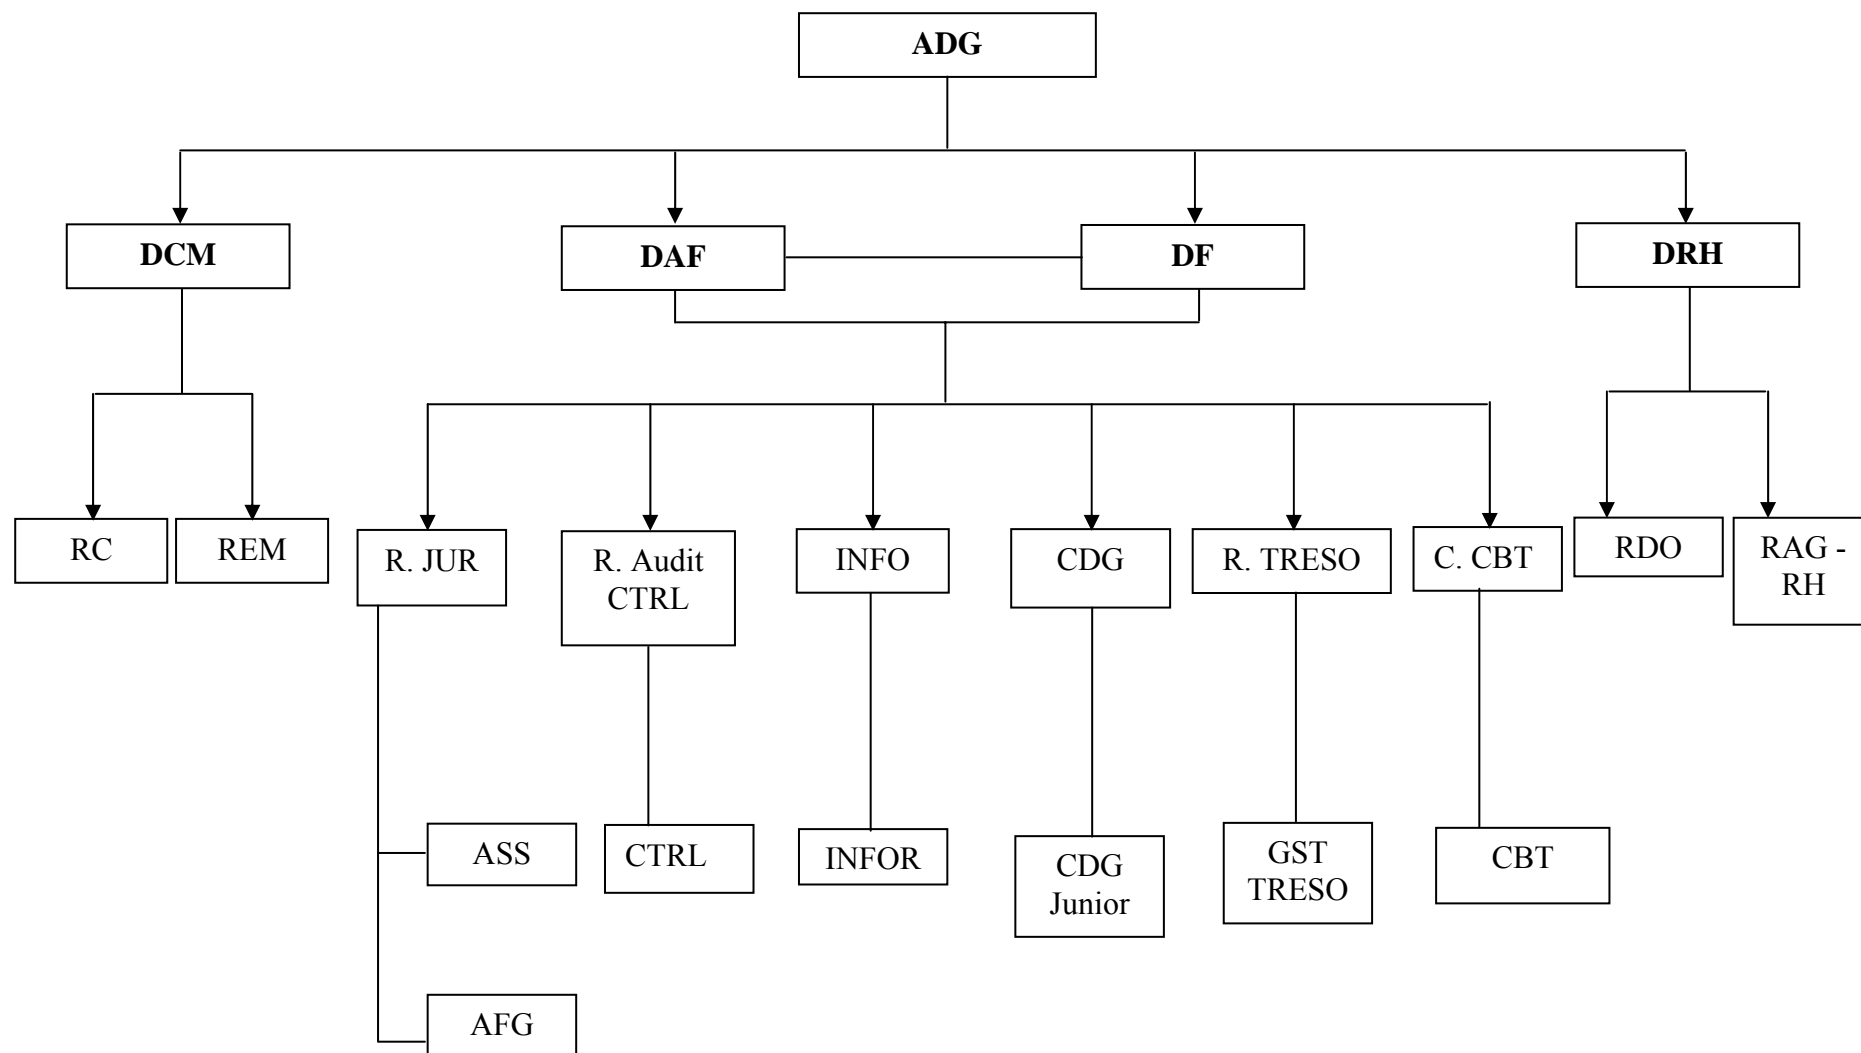 ADG
DCM
DAF
DF
DRH
RC
REM
R. JUR
R. Audit
CTRL
INFO
CDG
R. TRESO
C. CBT
RDO
RAG -
RH
ASS
CTRL
INFOR
CDG
Junior
GST
TRESO
CBT
AFG